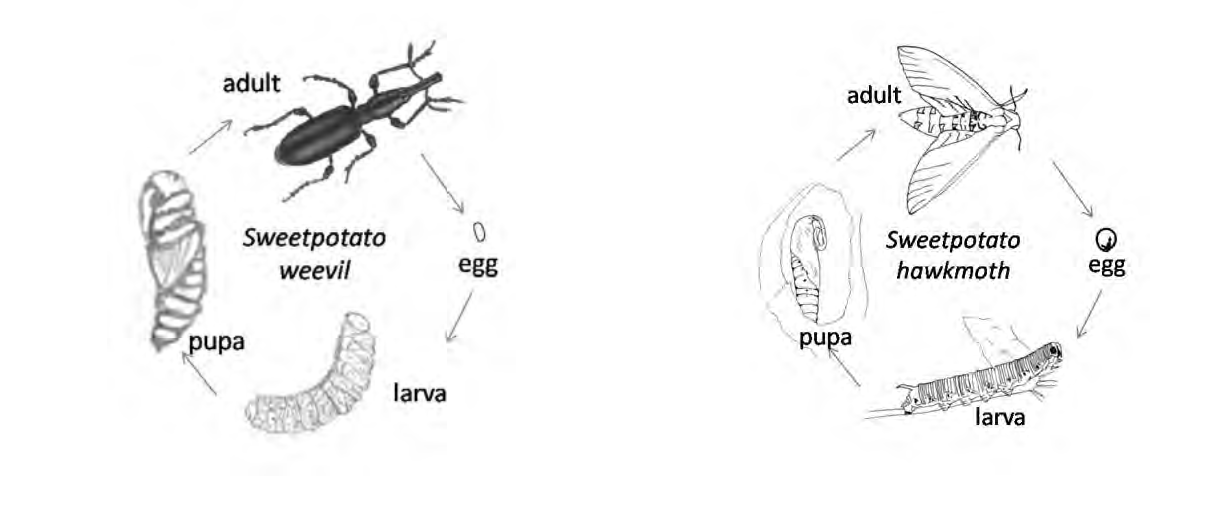 adult
Sweetpotato
weevil
egg
pupa
larva
adult
Sweetpotato
hawkmoth
egg
pupa
larva